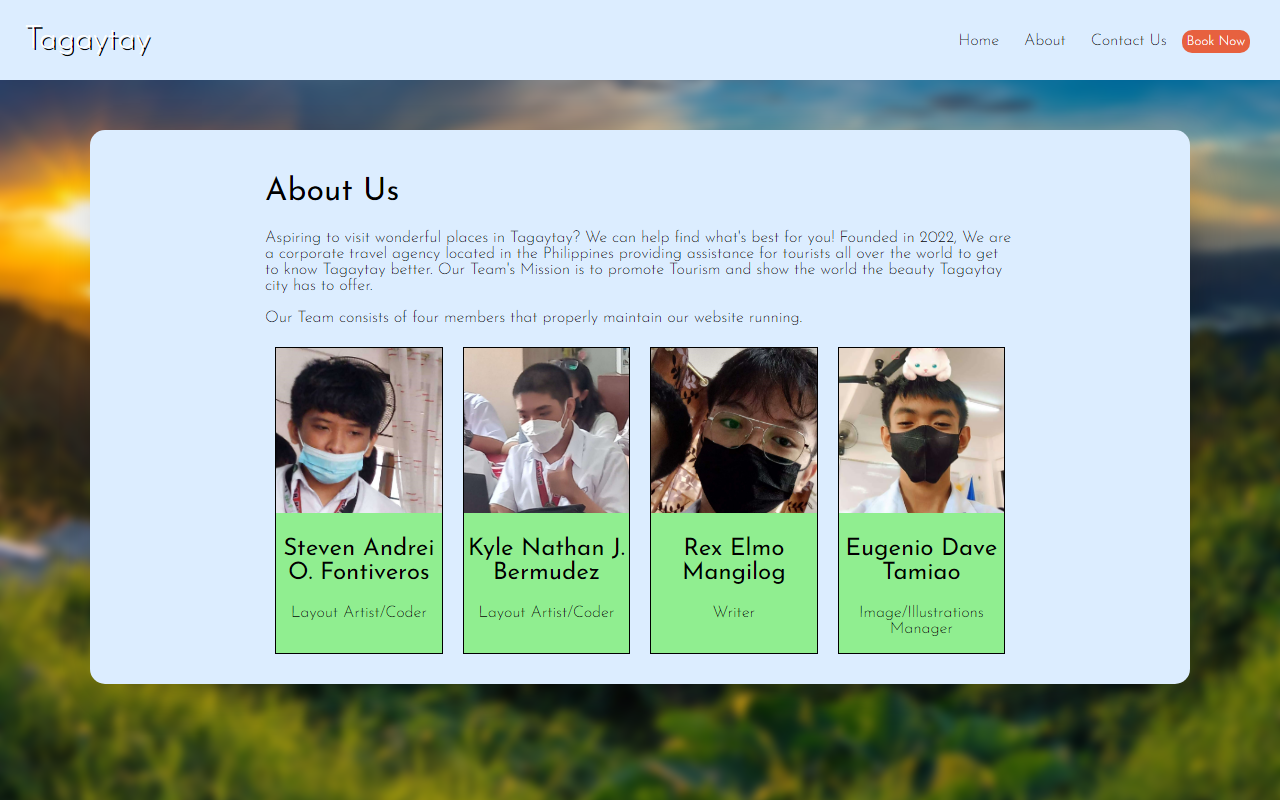 Tagaytay
Home About Contact Us Book Now
About Us
Aspiring to visit wonderful places in Tagaytay? We can help find what's best for you! Founded in 2022, We are
a corporate travel agency located in the Philippines providing assistance for tourists all over the world to get
to know Tagaytay better. Our Team's Mission is to promote Tourism and show the world the beauty Tagaytay
city has to offer.
Our Team consists of four members that properly maintain our website running.
Steven Andrei
O. Fontiveros
Layout Artist/Coder
Kyle Nathan J.
Bermudez
Layout Artist/Coder
Rex Elmo
Mangilog
Writer
Eugenio Dave
Tamiao
Image/Illustrations
Manager